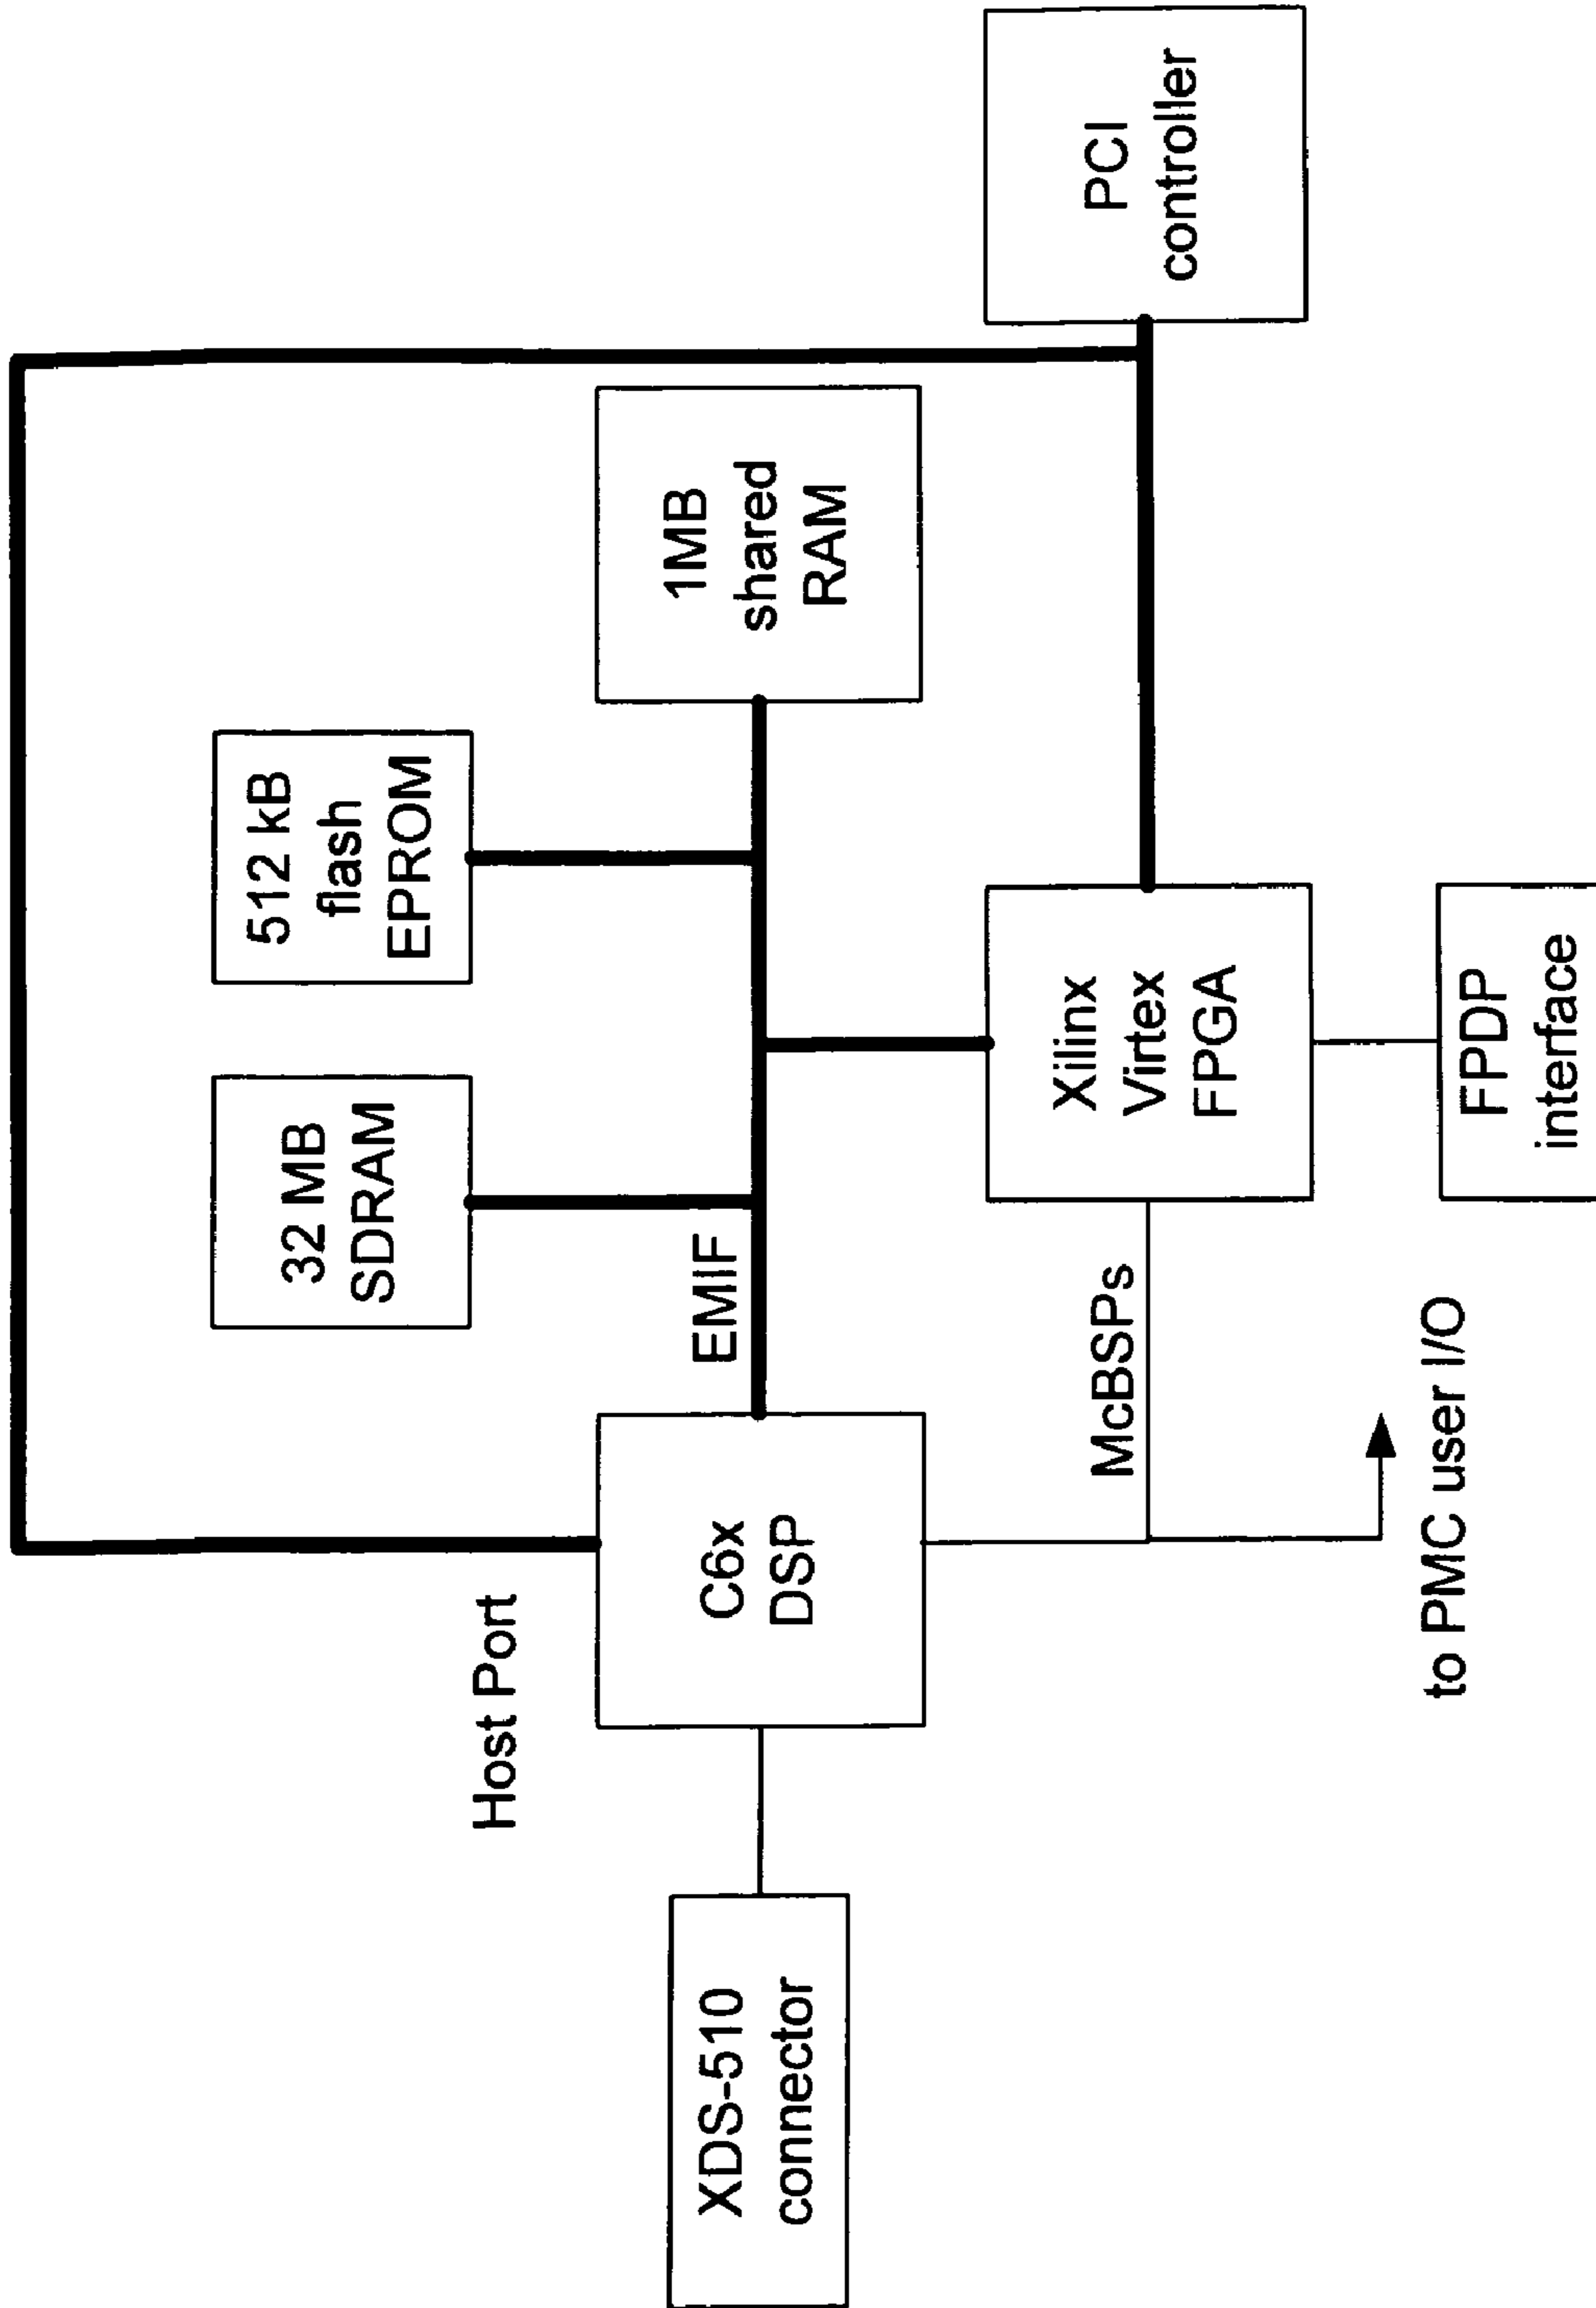 Host Port
32 MB
SDRAM
512 kB
flash
EPROM
XDS-510
connector
C6x
DSP
EMIF
1MB
shared
RAM
McBSPs
Xilinx
Virtex
FPGA
PCI
controller
to PMC user I/O
FPDP
interface